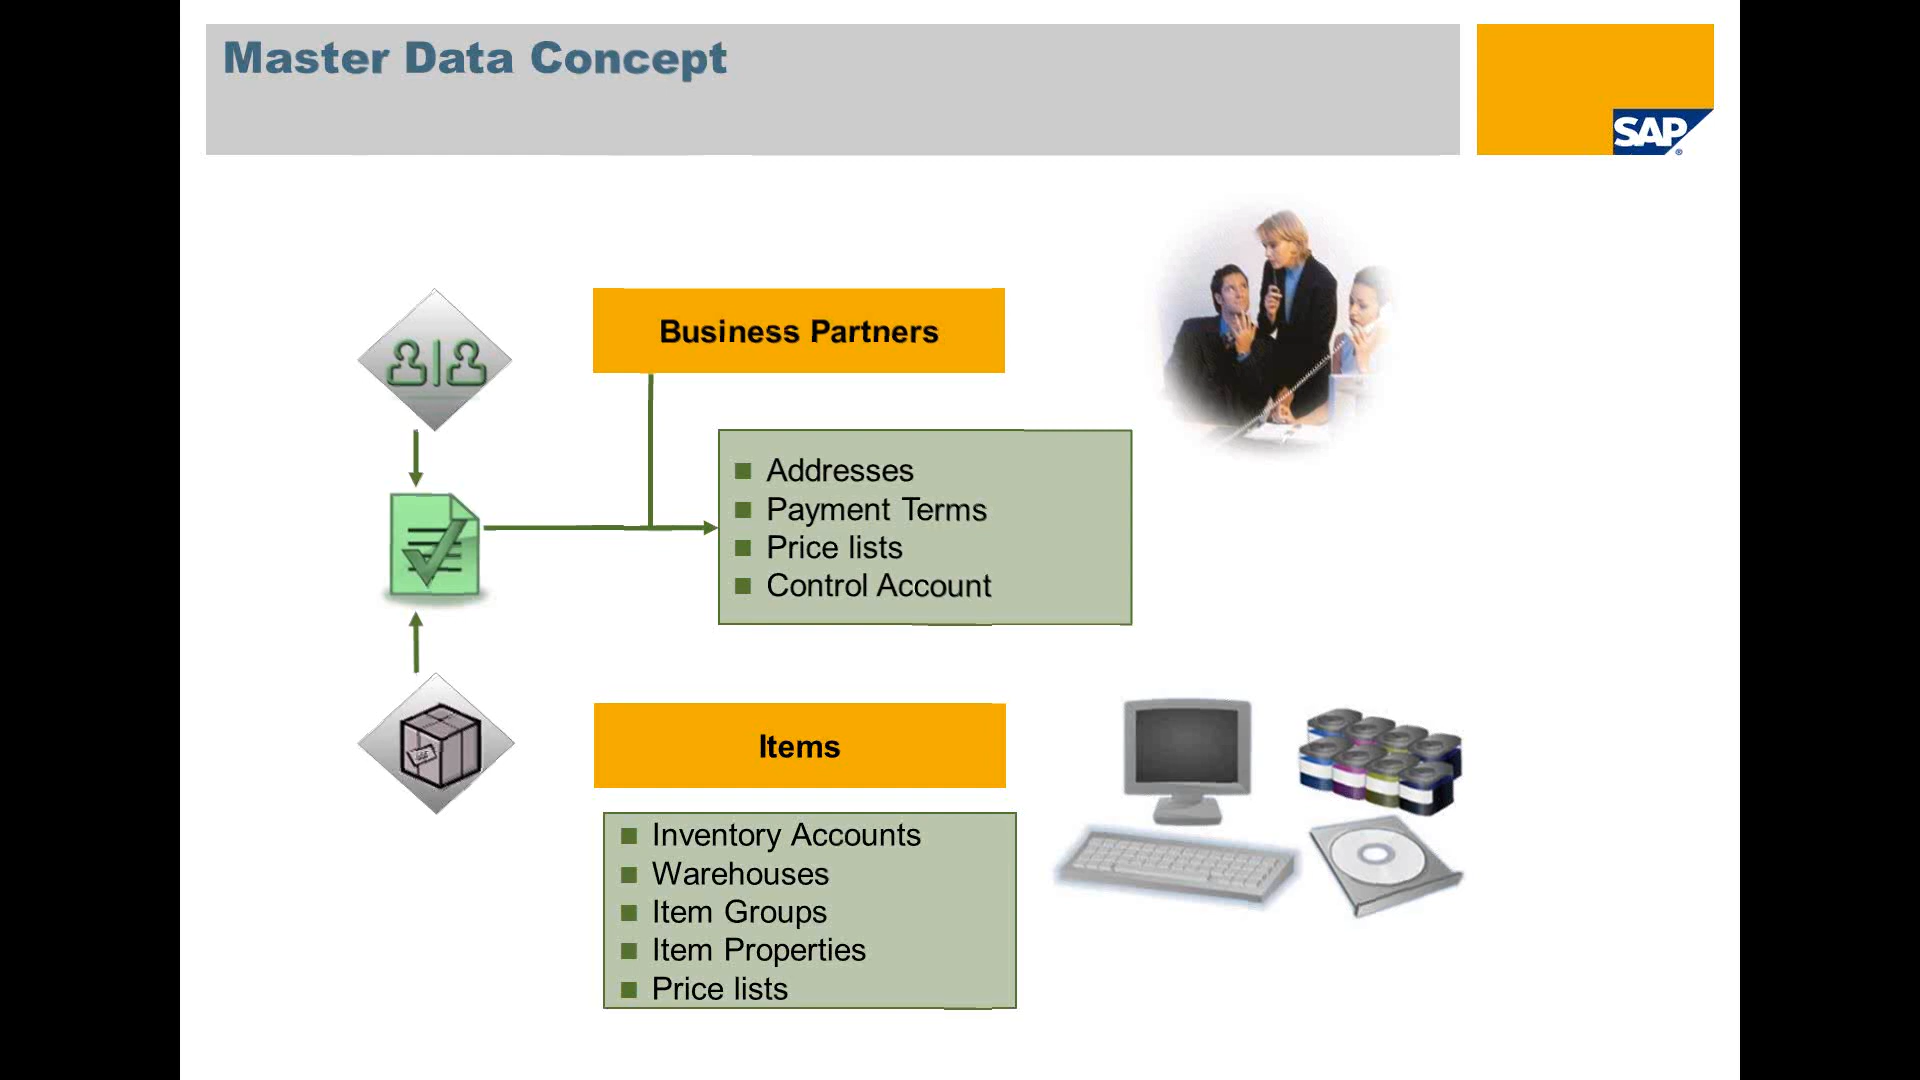 Master Data Concept
SAP
Business Partners
Addresses
Payment Terms
Price lists
Control Account
Items
Inventory Accounts
Warehouses
Item Groups
Item Properties
Price lists